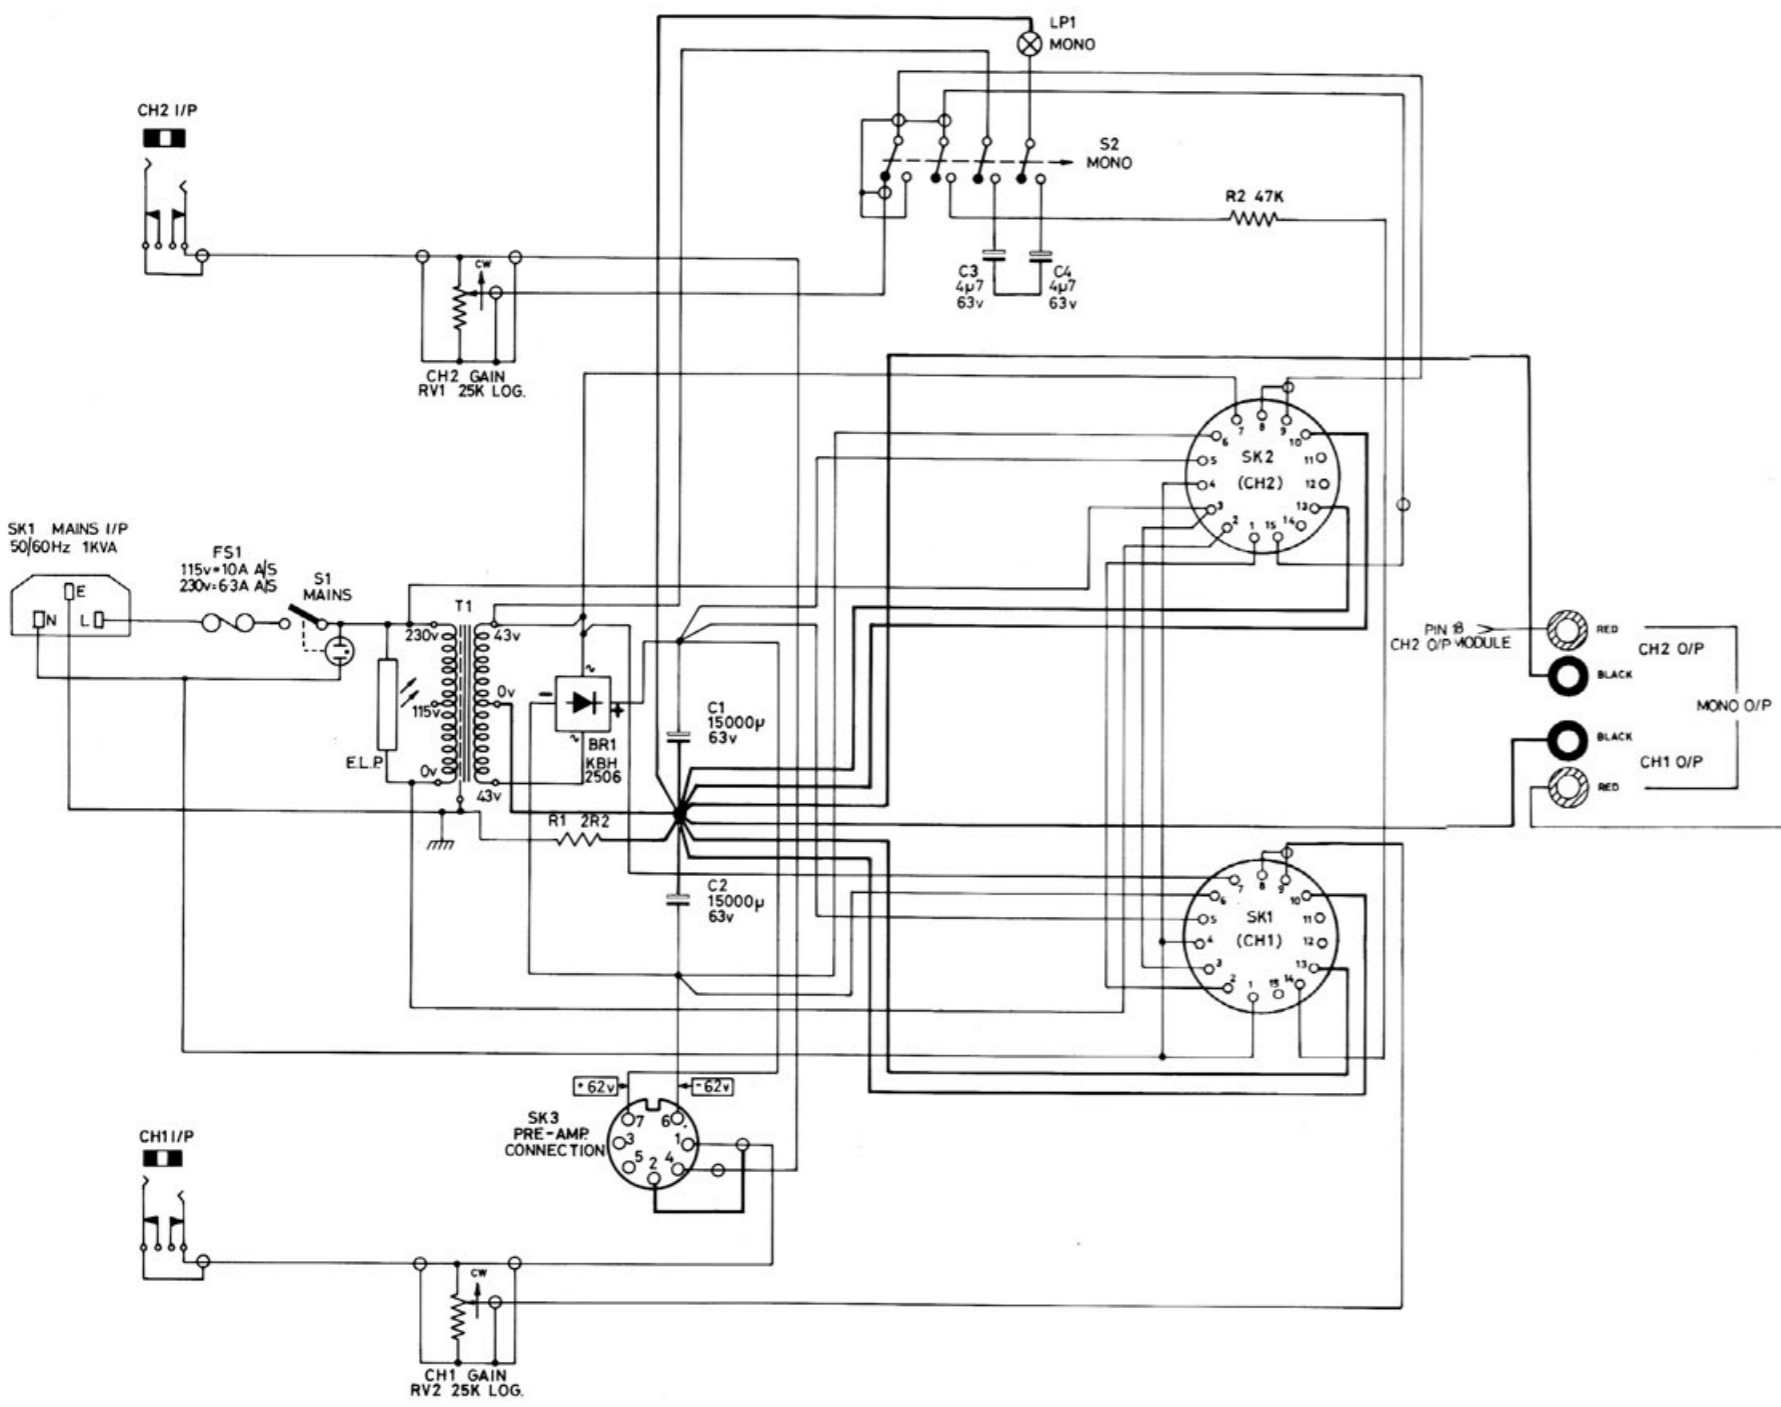 LP1
MONO
CH2 I/P
S2
MONO
R2 47K
CW
C3
4µ7
63v
C4
4µ7
63v
CH2 GAIN
RV1 25K LOG.
7
8
9
6
10
5
SK2
11
4
(CH2)
12
3
13
2
1
15
14
SK1 MAINS I/P
50/60Hz 1KVA
FS1
115v=10A A/S
230v=6·3A A/S
S1
MAINS
E
N
L
T1
230v
43v
0v
115v
E.L.P.
0v
43v
~
-
+
~
BR1
KBH
2506
C1
15000µ
63v
R1 2R2
C2
15000µ
63v
PIN 18
CH2 O/P MODULE
RED
CH2 O/P
BLACK
MONO O/P
BLACK
CH1 O/P
RED
7
8
9
6
10
5
SK1
11
4
(CH1)
12
3
13
2
1
15
14
+62v
-62v
SK3
PRE-AMP.
CONNECTION
7
6
3
1
5
2
4
CH1 I/P
CW
CH1 GAIN
RV2 25K LOG.